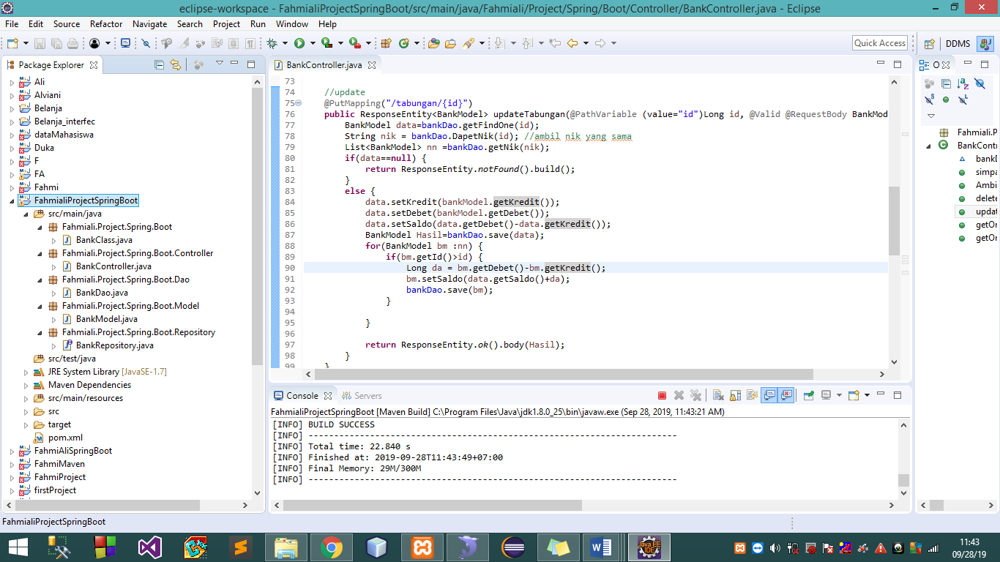 eclipse-workspace - FahmialiProjectSpringBoot/src/main/java/Fahmiali/Project/Spring/Boot/Controller/BankController.java - Eclipse
File Edit Source Refactor Navigate Search Project Run Window Help
Quick Access
DDMS
Package Explorer
Ali
Alviani
Belanja
Belanja_interfec
dataMahasiswa
Duka
F
FA
Fahmi
FahmialiProjectSpringBoot
src/main/java
Fahmiali.Project.Spring.Boot
BankClass.java
Fahmiali.Project.Spring.Boot.Controller
BankController.java
Fahmiali.Project.Spring.Boot.Dao
BankDao.java
Fahmiali.Project.Spring.Boot.Model
BankModel.java
Fahmiali.Project.Spring.Boot.Repository
BankRepository.java
src/test/java
JRE System Library [JavaSE-1.7]
Maven Dependencies
src/main/resources
src
target
pom.xml
FahmiAliSpringBoot
FahmiMaven
FahmiProject
firstProject
BankController.java
73
74 //update
75 @PutMapping("/tabungan/{id}")
76 public ResponseEntity<BankModel> updateTabungan(@PathVariable (value="id")Long id, @Valid @RequestBody BankMod
77 BankModel data=bankDao.getFindOne(id);
78 String nik = bankDao.DapetNik(id); //ambil nik yang sama
79 List<BankModel> nn =bankDao.getNik(nik);
80 if(data==null) {
81 return ResponseEntity.notFound().build();
82 }
83 else {
84 data.setKredit(bankModel.getKredit());
85 data.setDebet(bankModel.getDebet());
86 data.setSaldo(data.getDebet()-data.getKredit());
87 BankModel Hasil=bankDao.save(data);
88 for(BankModel bm :nn) {
89 if(bm.getId()>id) {
90 Long da = bm.getDebet()-bm.getKredit();
91 bm.setSaldo(data.getSaldo()+da);
92 bankDao.save(bm);
93 }
94
95 }
96
97 return ResponseEntity.ok().body(Hasil);
98 }
99 }
O
Fahmiali.P
BankContr
bankD
simpa
Ambi
delete
updat
getOr
getOr
Console Servers
FahmialiProjectSpringBoot [Maven Build] C:\Program Files\Java\jdk1.8.0_25\bin\javaw.exe (Sep 28, 2019, 11:43:21 AM)
[INFO] BUILD SUCCESS
[INFO] ------------------------------------------------------------------------
[INFO] Total time: 22.840 s
[INFO] Finished at: 2019-09-28T11:43:49+07:00
[INFO] Final Memory: 29M/300M
[INFO] ------------------------------------------------------------------------
FahmialiProjectSpringBoot
Java EE
IDE
11:43
09/28/19